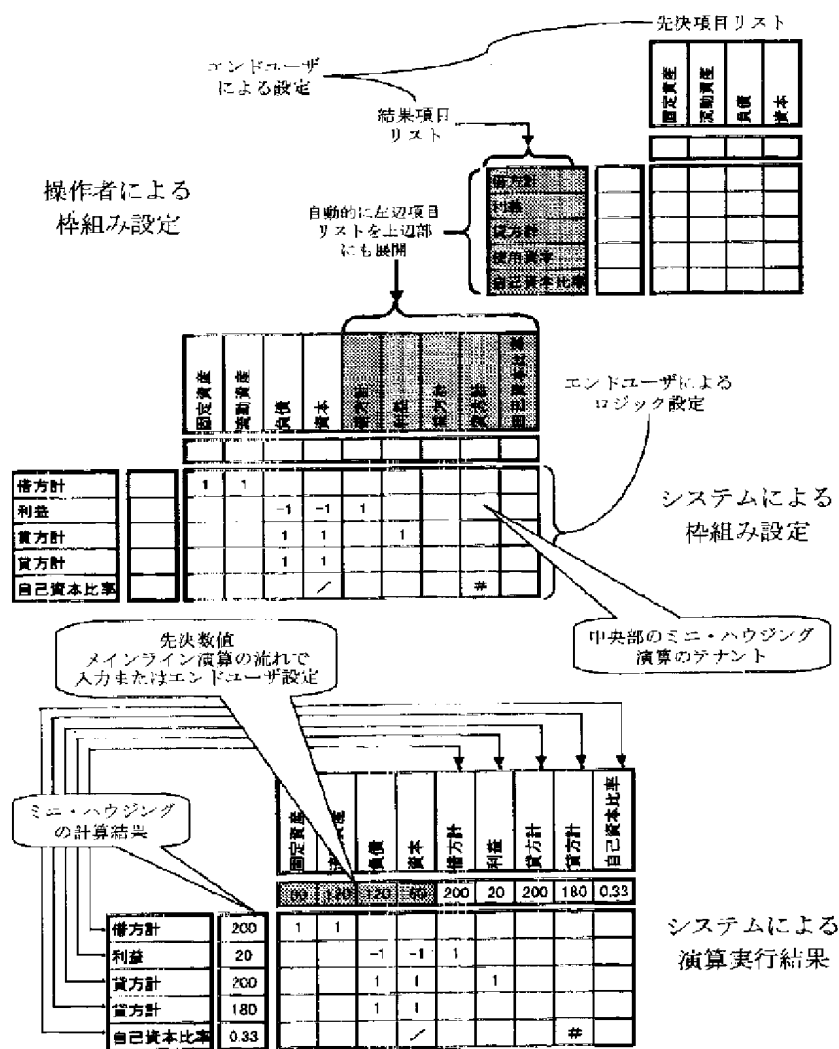 先決項目リスト
エンドユーザ
による設定
結果項目
リスト
固定資産
流動資産
負債
資本
操作者による
枠組み設定
自動的に左辺項目
リストを上辺部
にも展開
借方計
利益
貸方計
自己資本比率
固定資産
流動資産
負債
資本
借方計
利益
貸方計
自己資本比率
エンドユーザによる
ロジック設定
借方計 1 1
利益 -1 -1 1
貸方計 1 1 1
貸方計 1 1
自己資本比率 / #
システムによる
枠組み設定
中央部のミニ・ハウジング
演算のテナント
先決数値
メインライン演算の流れで
入力またはエンドユーザ設定
ミニ・ハウジング
の計算結果
固定資産
負債
資本
借方計
利益
貸方計
貸方計
自己資本比率
120 200 20 200 180 0.33
借方計 200 1 1
利益 20 -1 -1 1
貸方計 200 1 1 1
貸方計 180 1 1
自己資本比率 0.33 / #
システムによる
演算実行結果